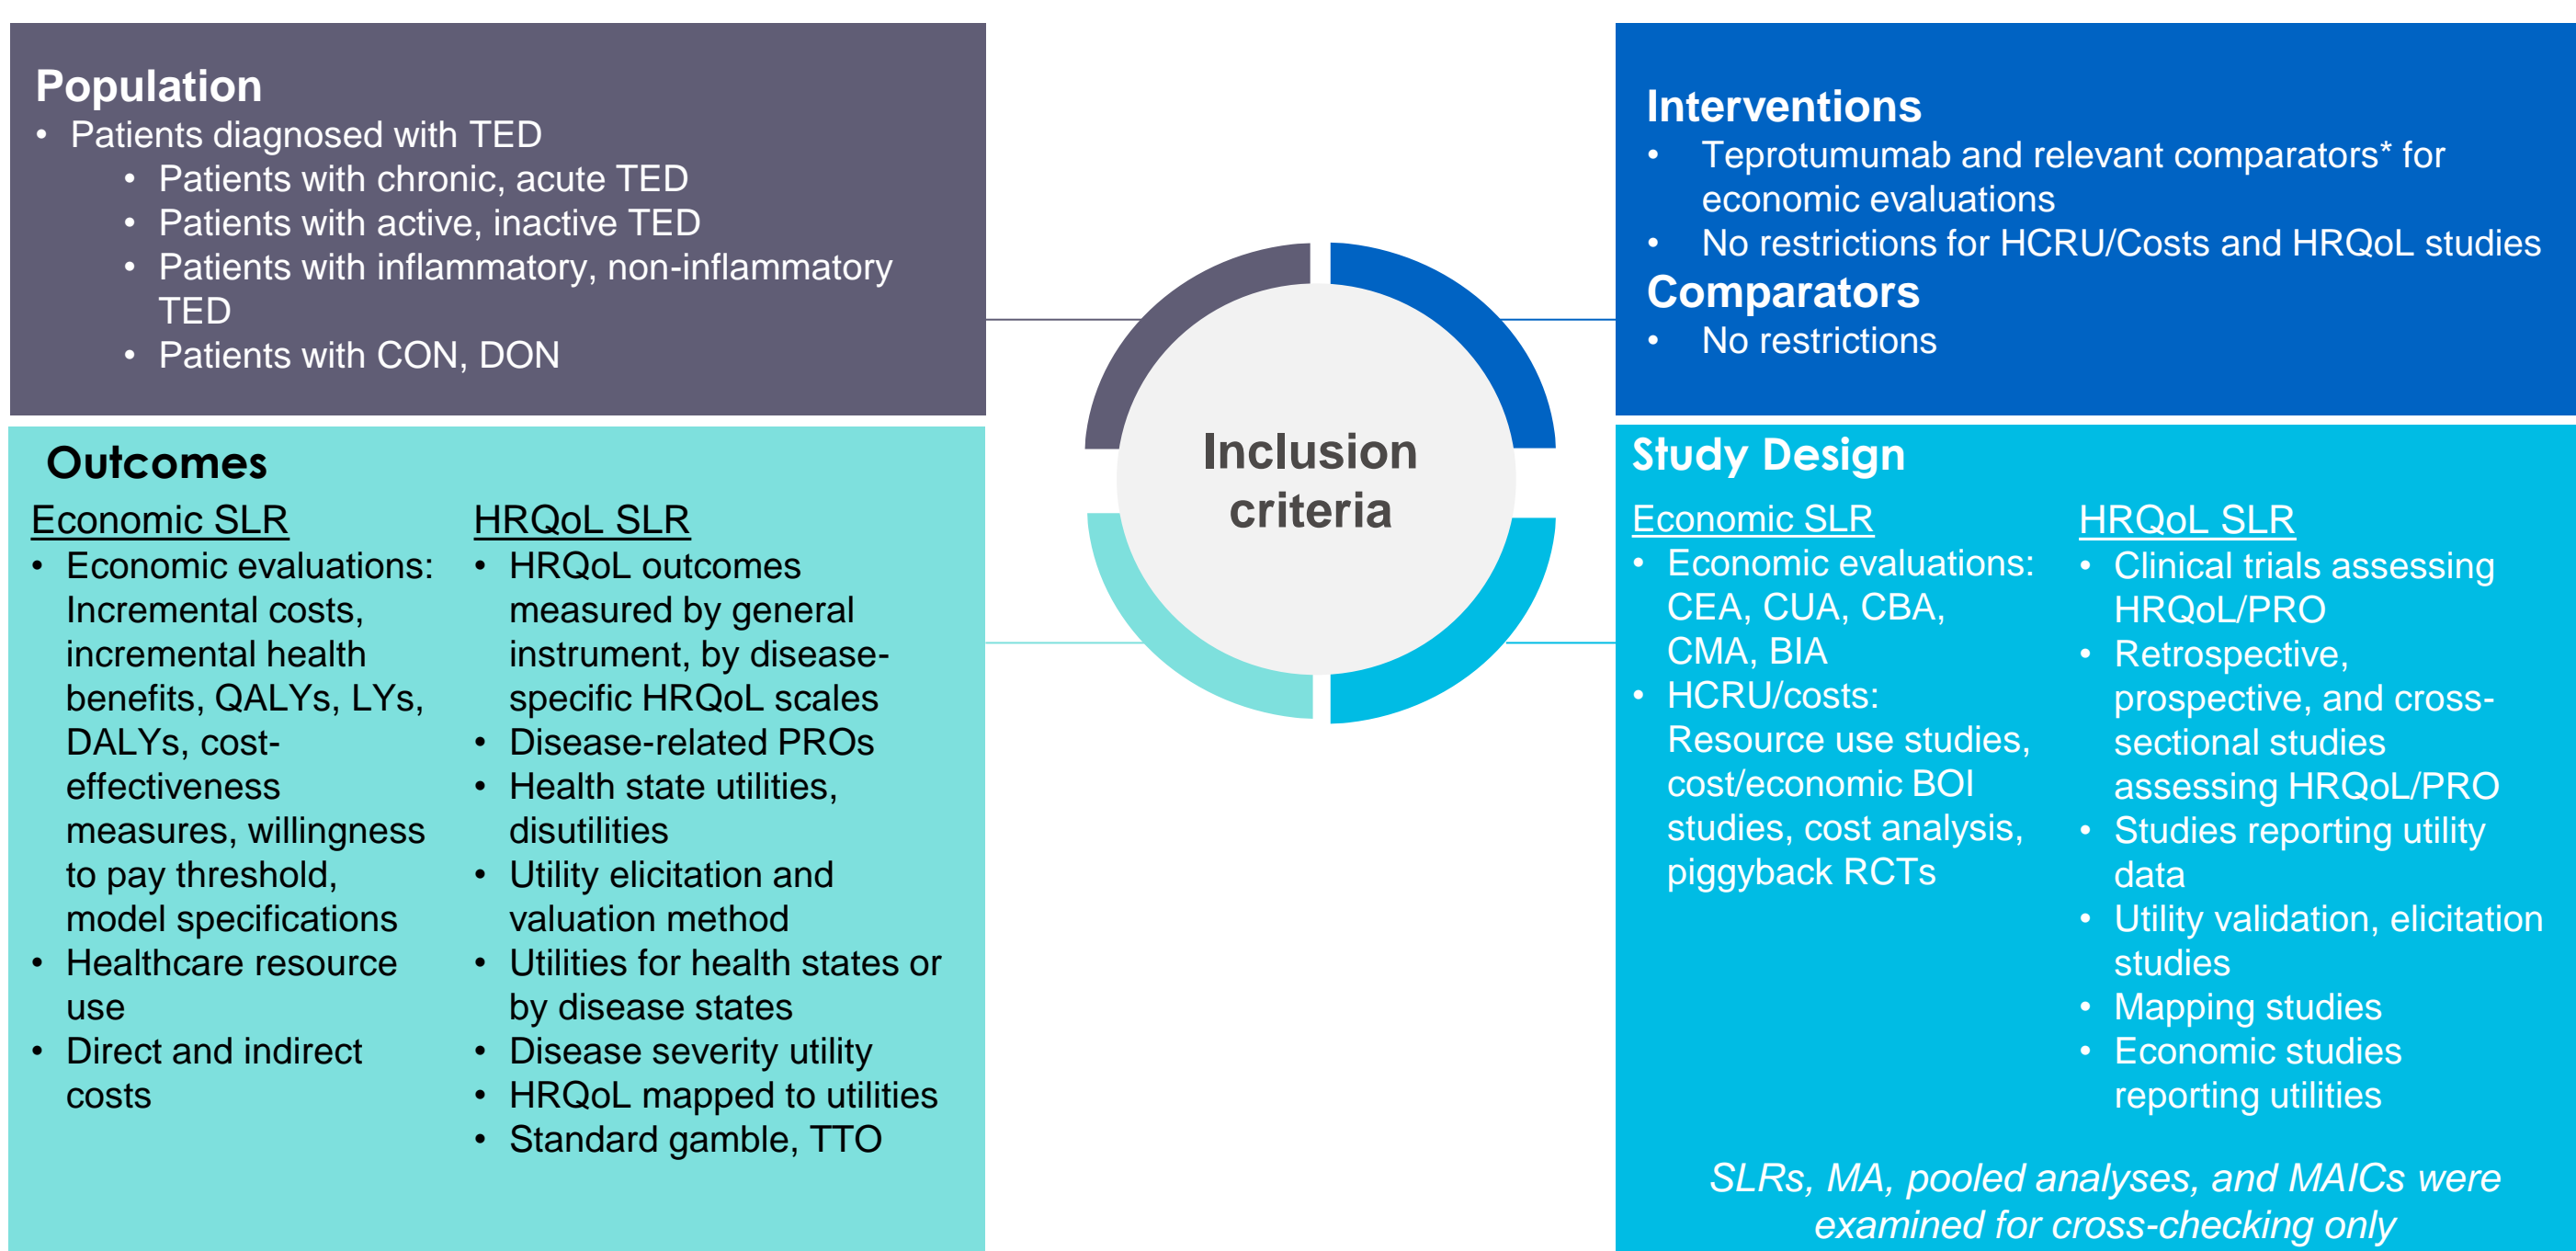 Population
• Patients diagnosed with TED
• Patients with chronic, acute TED
• Patients with active, inactive TED
• Patients with inflammatory, non-inflammatory
TED
• Patients with CON, DON
Interventions
• Teprotumumab and relevant comparators* for
economic evaluations
• No restrictions for HCRU/Costs and HRQoL studies
Comparators
• No restrictions
Inclusion
criteria
Outcomes
Economic SLR
• Economic evaluations:
Incremental costs,
incremental health
benefits, QALYs, LYs,
DALYs, cost-
effectiveness
measures, willingness
to pay threshold,
model specifications
• Healthcare resource
use
• Direct and indirect
costs
HRQoL SLR
• HRQoL outcomes
measured by general
instrument, by disease-
specific HRQoL scales
• Disease-related PROs
• Health state utilities,
disutilities
• Utility elicitation and
valuation method
• Utilities for health states or
by disease states
• Disease severity utility
• HRQoL mapped to utilities
• Standard gamble, TTO
Study Design
Economic SLR
• Economic evaluations:
CEA, CUA, CBA,
CMA, BIA
• HCRU/costs:
Resource use studies,
cost/economic BOI
studies, cost analysis,
piggyback RCTs
HRQoL SLR
• Clinical trials assessing
HRQoL/PRO
• Retrospective,
prospective, and cross-
sectional studies
assessing HRQoL/PRO
• Studies reporting utility
data
• Utility validation, elicitation
studies
• Mapping studies
• Economic studies
reporting utilities
SLRs, MA, pooled analyses, and MAICs were
examined for cross-checking only